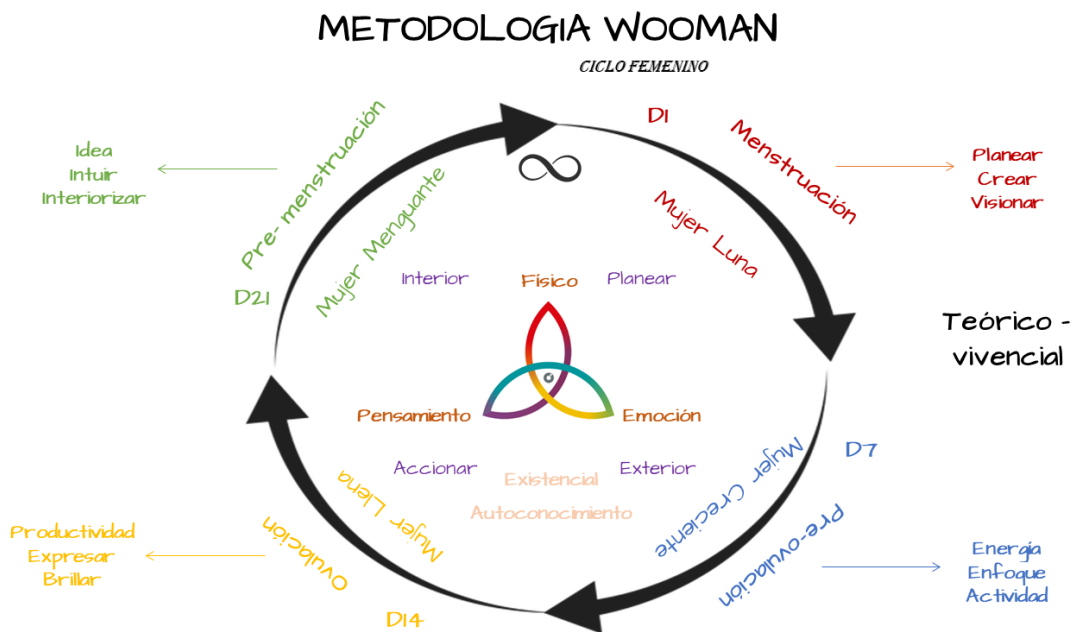 METODOLOGIA WOOMAN
CICLO FEMENINO
D1
Menstruación
Mujer Luna
Planear
Crear
Visionar
Pre- menstruación
Mujer Menguante
D21
Idea
Intuir
Interiorizar
Interior
Físico
Planear
Teórico -
vivencial
Pensamiento
Emoción
Accionar
Exterior
Existencial
Autoconocimiento
D7
Mujer Creciente
Pre-ovulación
Energía
Enfoque
Actividad
Mujer Llena
Ovulación
D14
Productividad
Expresar
Brillar